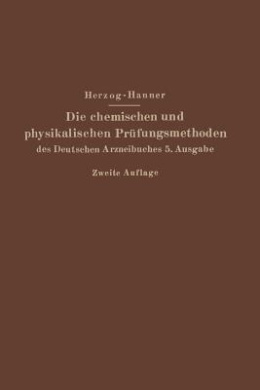 Herzog-Hanner
Die chemischen und
physikalischen Prüfungsmethoden
des Deutschen Arzneibuches 5. Ausgabe
Zweite Auflage